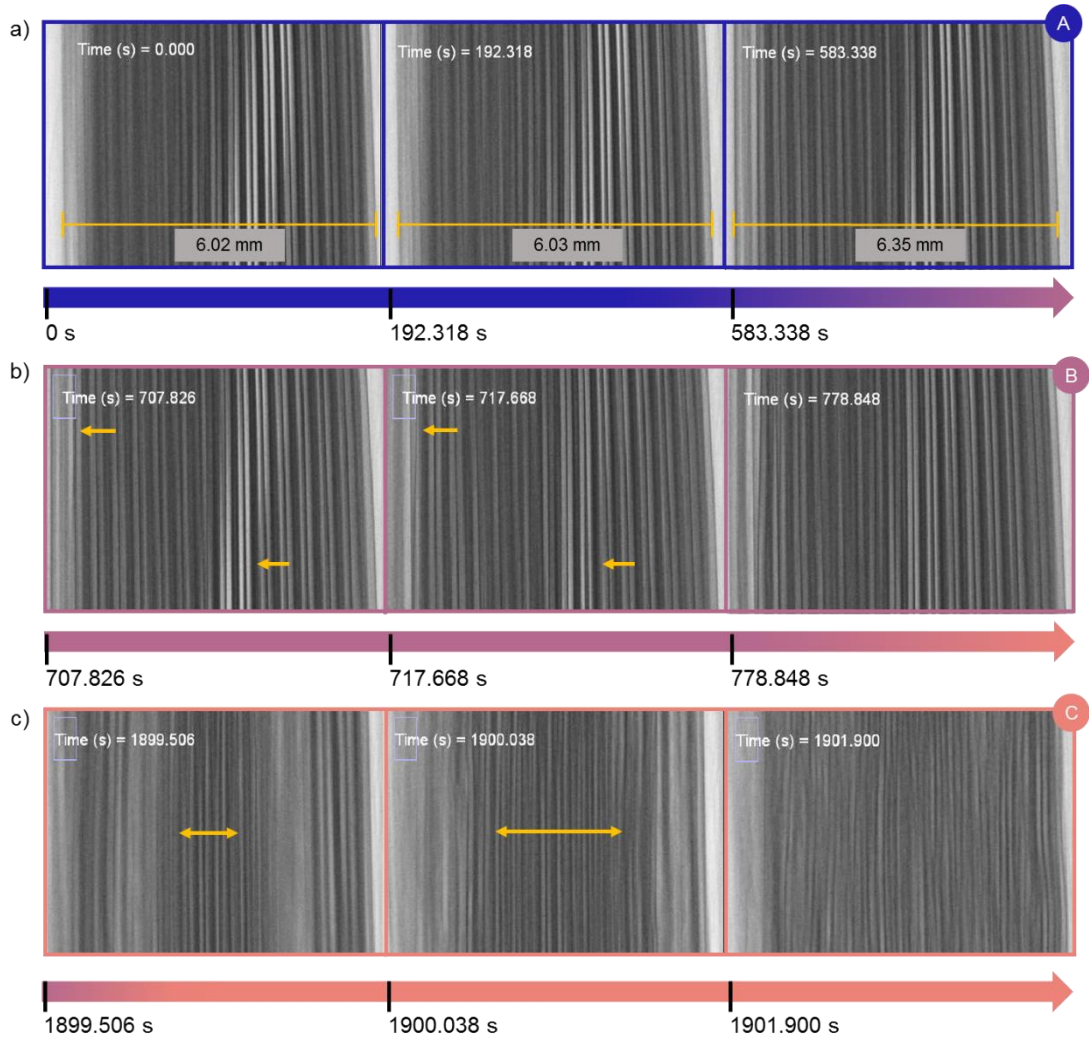 a)
A
Time (s) = 0.000
Time (s) = 192.318
Time (s) = 583.338
6.02 mm
6.03 mm
6.35 mm
0 s
192.318 s
583.338 s
b)
B
Time (s) = 707.826
Time (s) = 717.668
Time (s) = 778.848
707.826 s
717.668 s
778.848 s
c)
C
Time (s) = 1899.506
Time (s) = 1900.038
Time (s) = 1901.900
1899.506 s
1900.038 s
1901.900 s